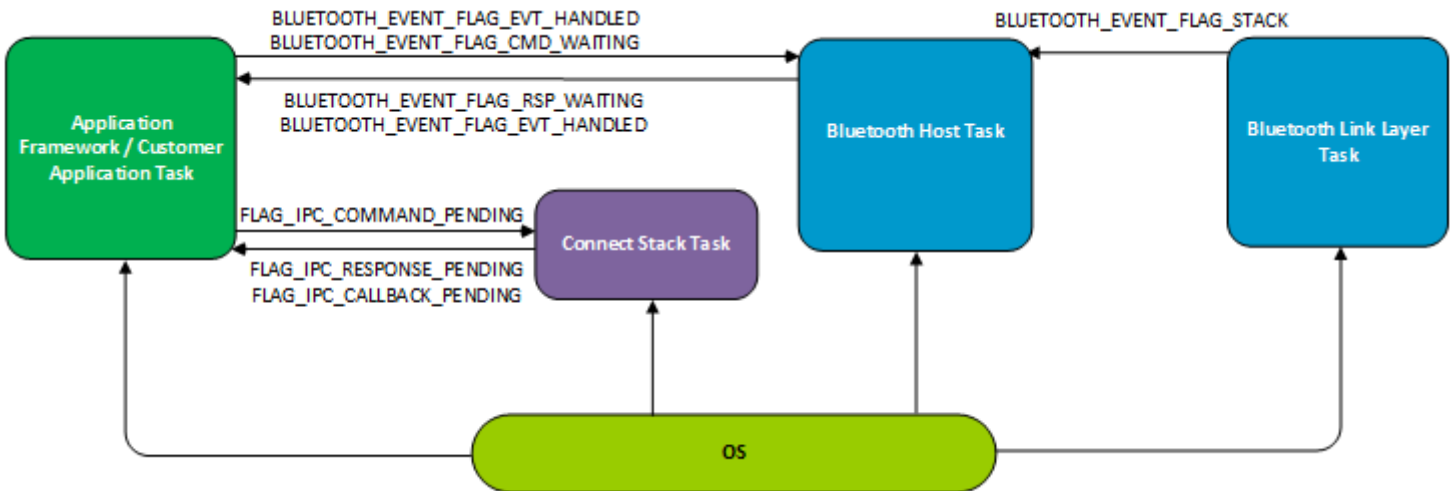 BLUETOOTH_EVENT_FLAG_EVT_HANDLED
BLUETOOTH_EVENT_FLAG_CMD_WAITING
BLUETOOTH_EVENT_FLAG_STACK
BLUETOOTH_EVENT_FLAG_RSP_WAITING
BLUETOOTH_EVENT_FLAG_EVT_HANDLED
Application
Framework / Customer
Application Task
Bluetooth Host Task
Bluetooth Link Layer
Task
FLAG_IPC_COMMAND_PENDING
Connect Stack Task
FLAG_IPC_RESPONSE_PENDING
FLAG_IPC_CALLBACK_PENDING
OS